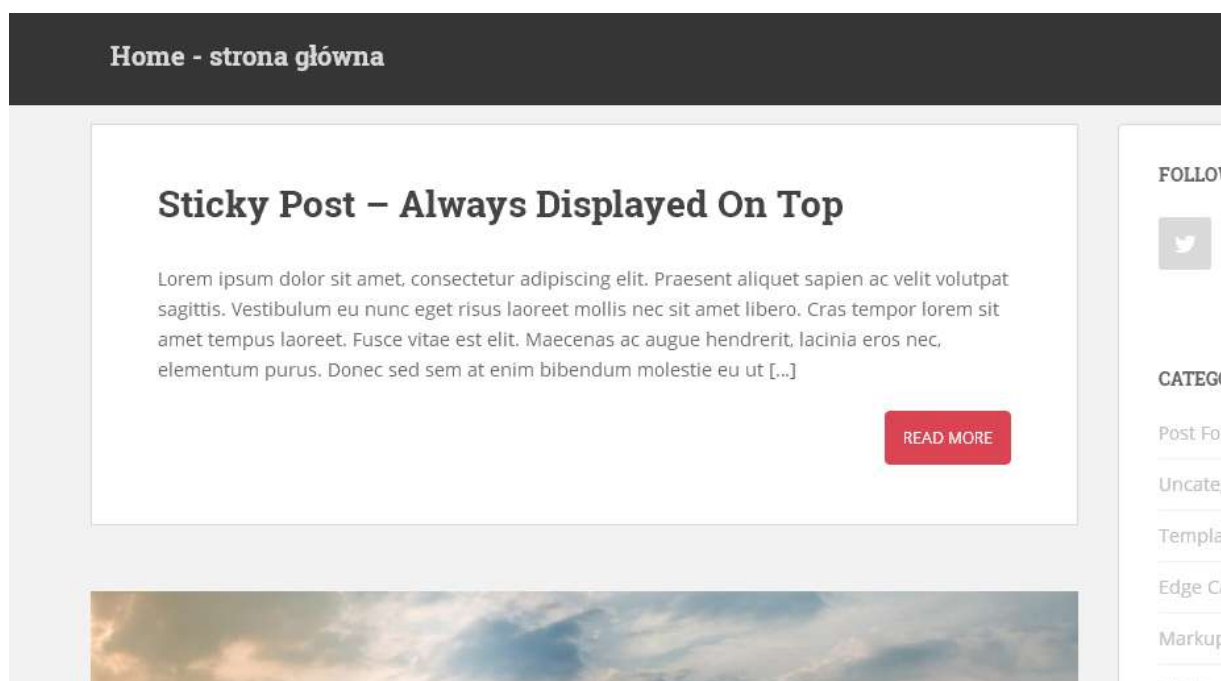 Home - strona główna
Sticky Post – Always Displayed On Top
Lorem ipsum dolor sit amet, consectetur adipiscing elit. Praesent aliquet sapien ac velit volutpat
sagittis. Vestibulum eu nunc eget risus laoreet mollis nec sit amet libero. Cras tempor lorem sit
amet tempus laoreet. Fusce vitae est elit. Maecenas ac augue hendrerit, lacinia eros nec,
elementum purus. Donec sed sem at enim bibendum molestie eu ut [...]
READ MORE
Post
Edge